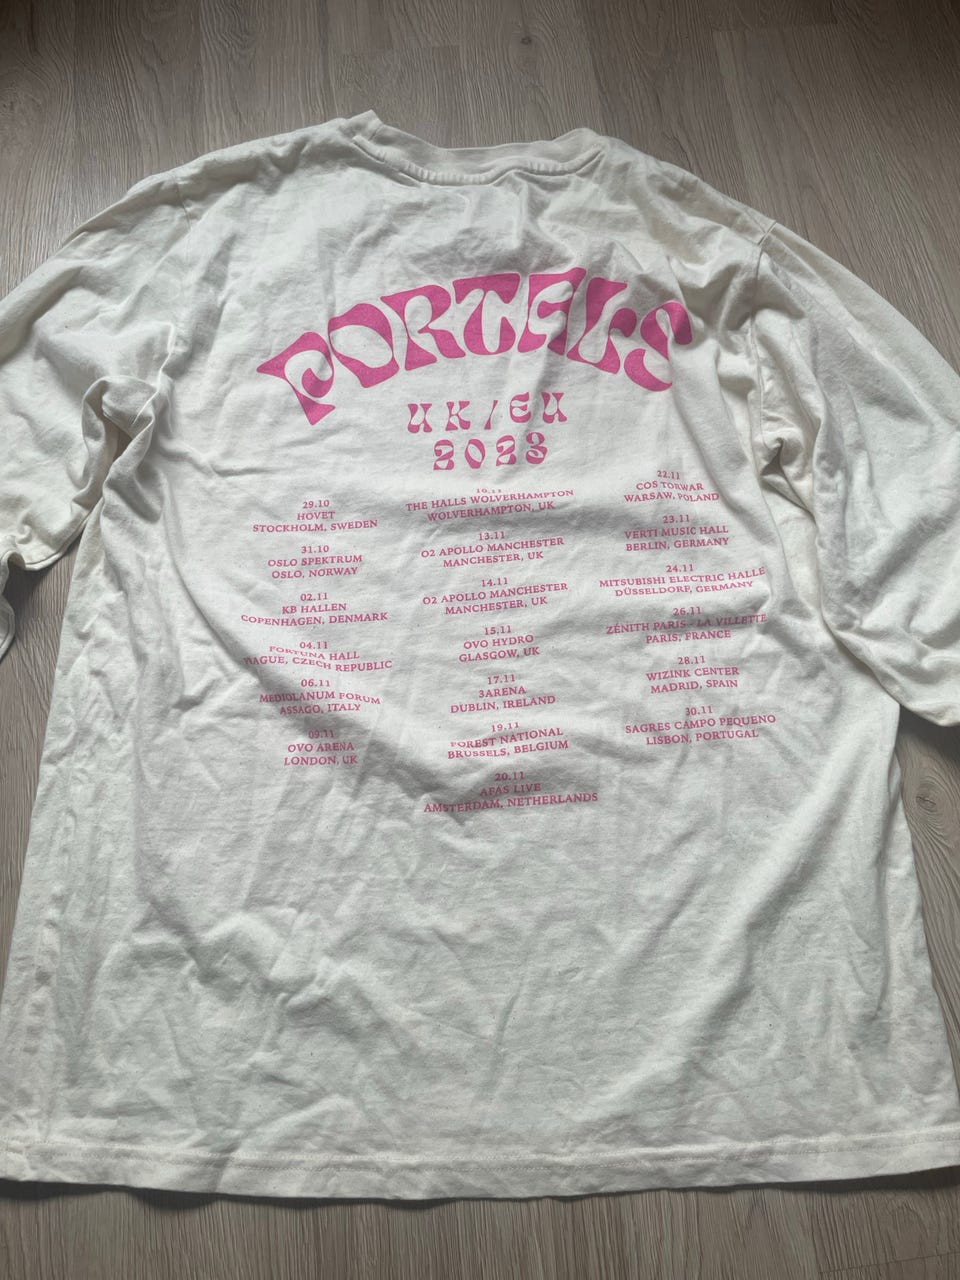 PORTALS
UK/EU
2023
29.10
HOVET
STOCKHOLM, SWEDEN
31.10
OSLO SPEKTRUM
OSLO, NORWAY
02.11
KB HALLEN
COPENHAGEN, DENMARK
04.11
FORTUNA HALL
CZECH REPUBLIC
06.11
MEDIOLANUM FORUM
ASSAGO, ITALY
09.11
OVO ARENA
LONDON, UK
THE HALLS WOLVERHAMPTON
WOLVERHAMPTON, UK
13.11
O2 APOLLO MANCHESTER
MANCHESTER, UK
14.11
O2 APOLLO MANCHESTER
MANCHESTER, UK
15.11
OVO HYDRO
GLASGOW, UK
17.11
3ARENA
DUBLIN, IRELAND
19.11
FOREST NATIONAL
BRUSSELS, BELGIUM
20.11
AFAS LIVE
AMSTERDAM, NETHERLANDS
22.11
COS TORWAR
WARSAW, POLAND
23.11
VERTI MUSIC HALL
BERLIN, GERMANY
24.11
MITSUBISHI ELECTRIC HALLE
DÜSSELDORF, GERMANY
26.11
ZÉNITH PARIS - LA VILLETTE
PARIS, FRANCE
28.11
WIZINK CENTER
MADRID, SPAIN
30.11
SAGRES CAMPO PEQUENO
LISBON, PORTUGAL